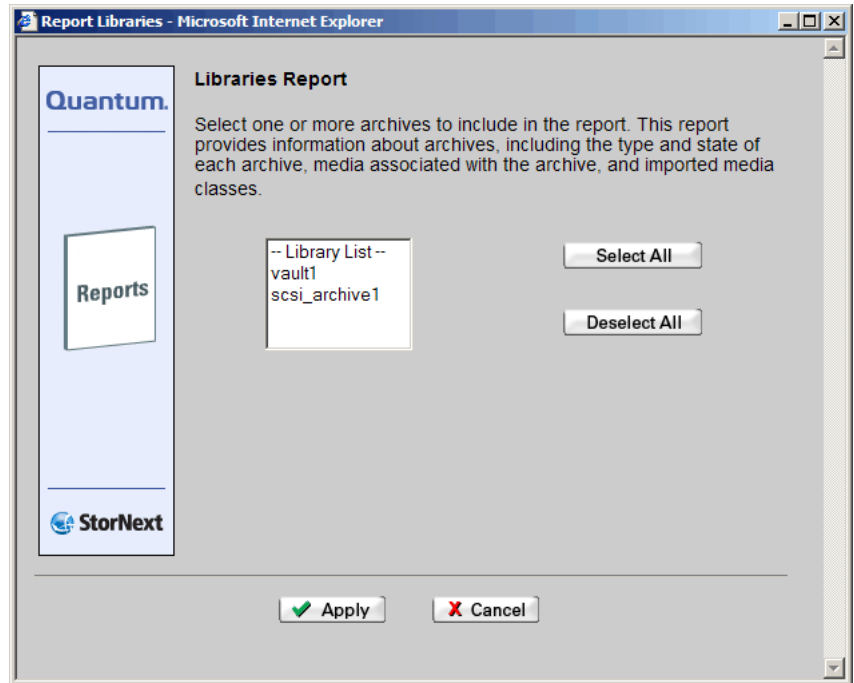 Report Libraries - Microsoft Internet Explorer
Quantum.
Libraries Report
Select one or more archives to include in the report. This report
provides information about archives, including the type and state of
each archive, media associated with the archive, and imported media
classes.
-- Library List --
vault1
scsi_archive1
Select All
Deselect All
Reports
StorNext
Apply
Cancel